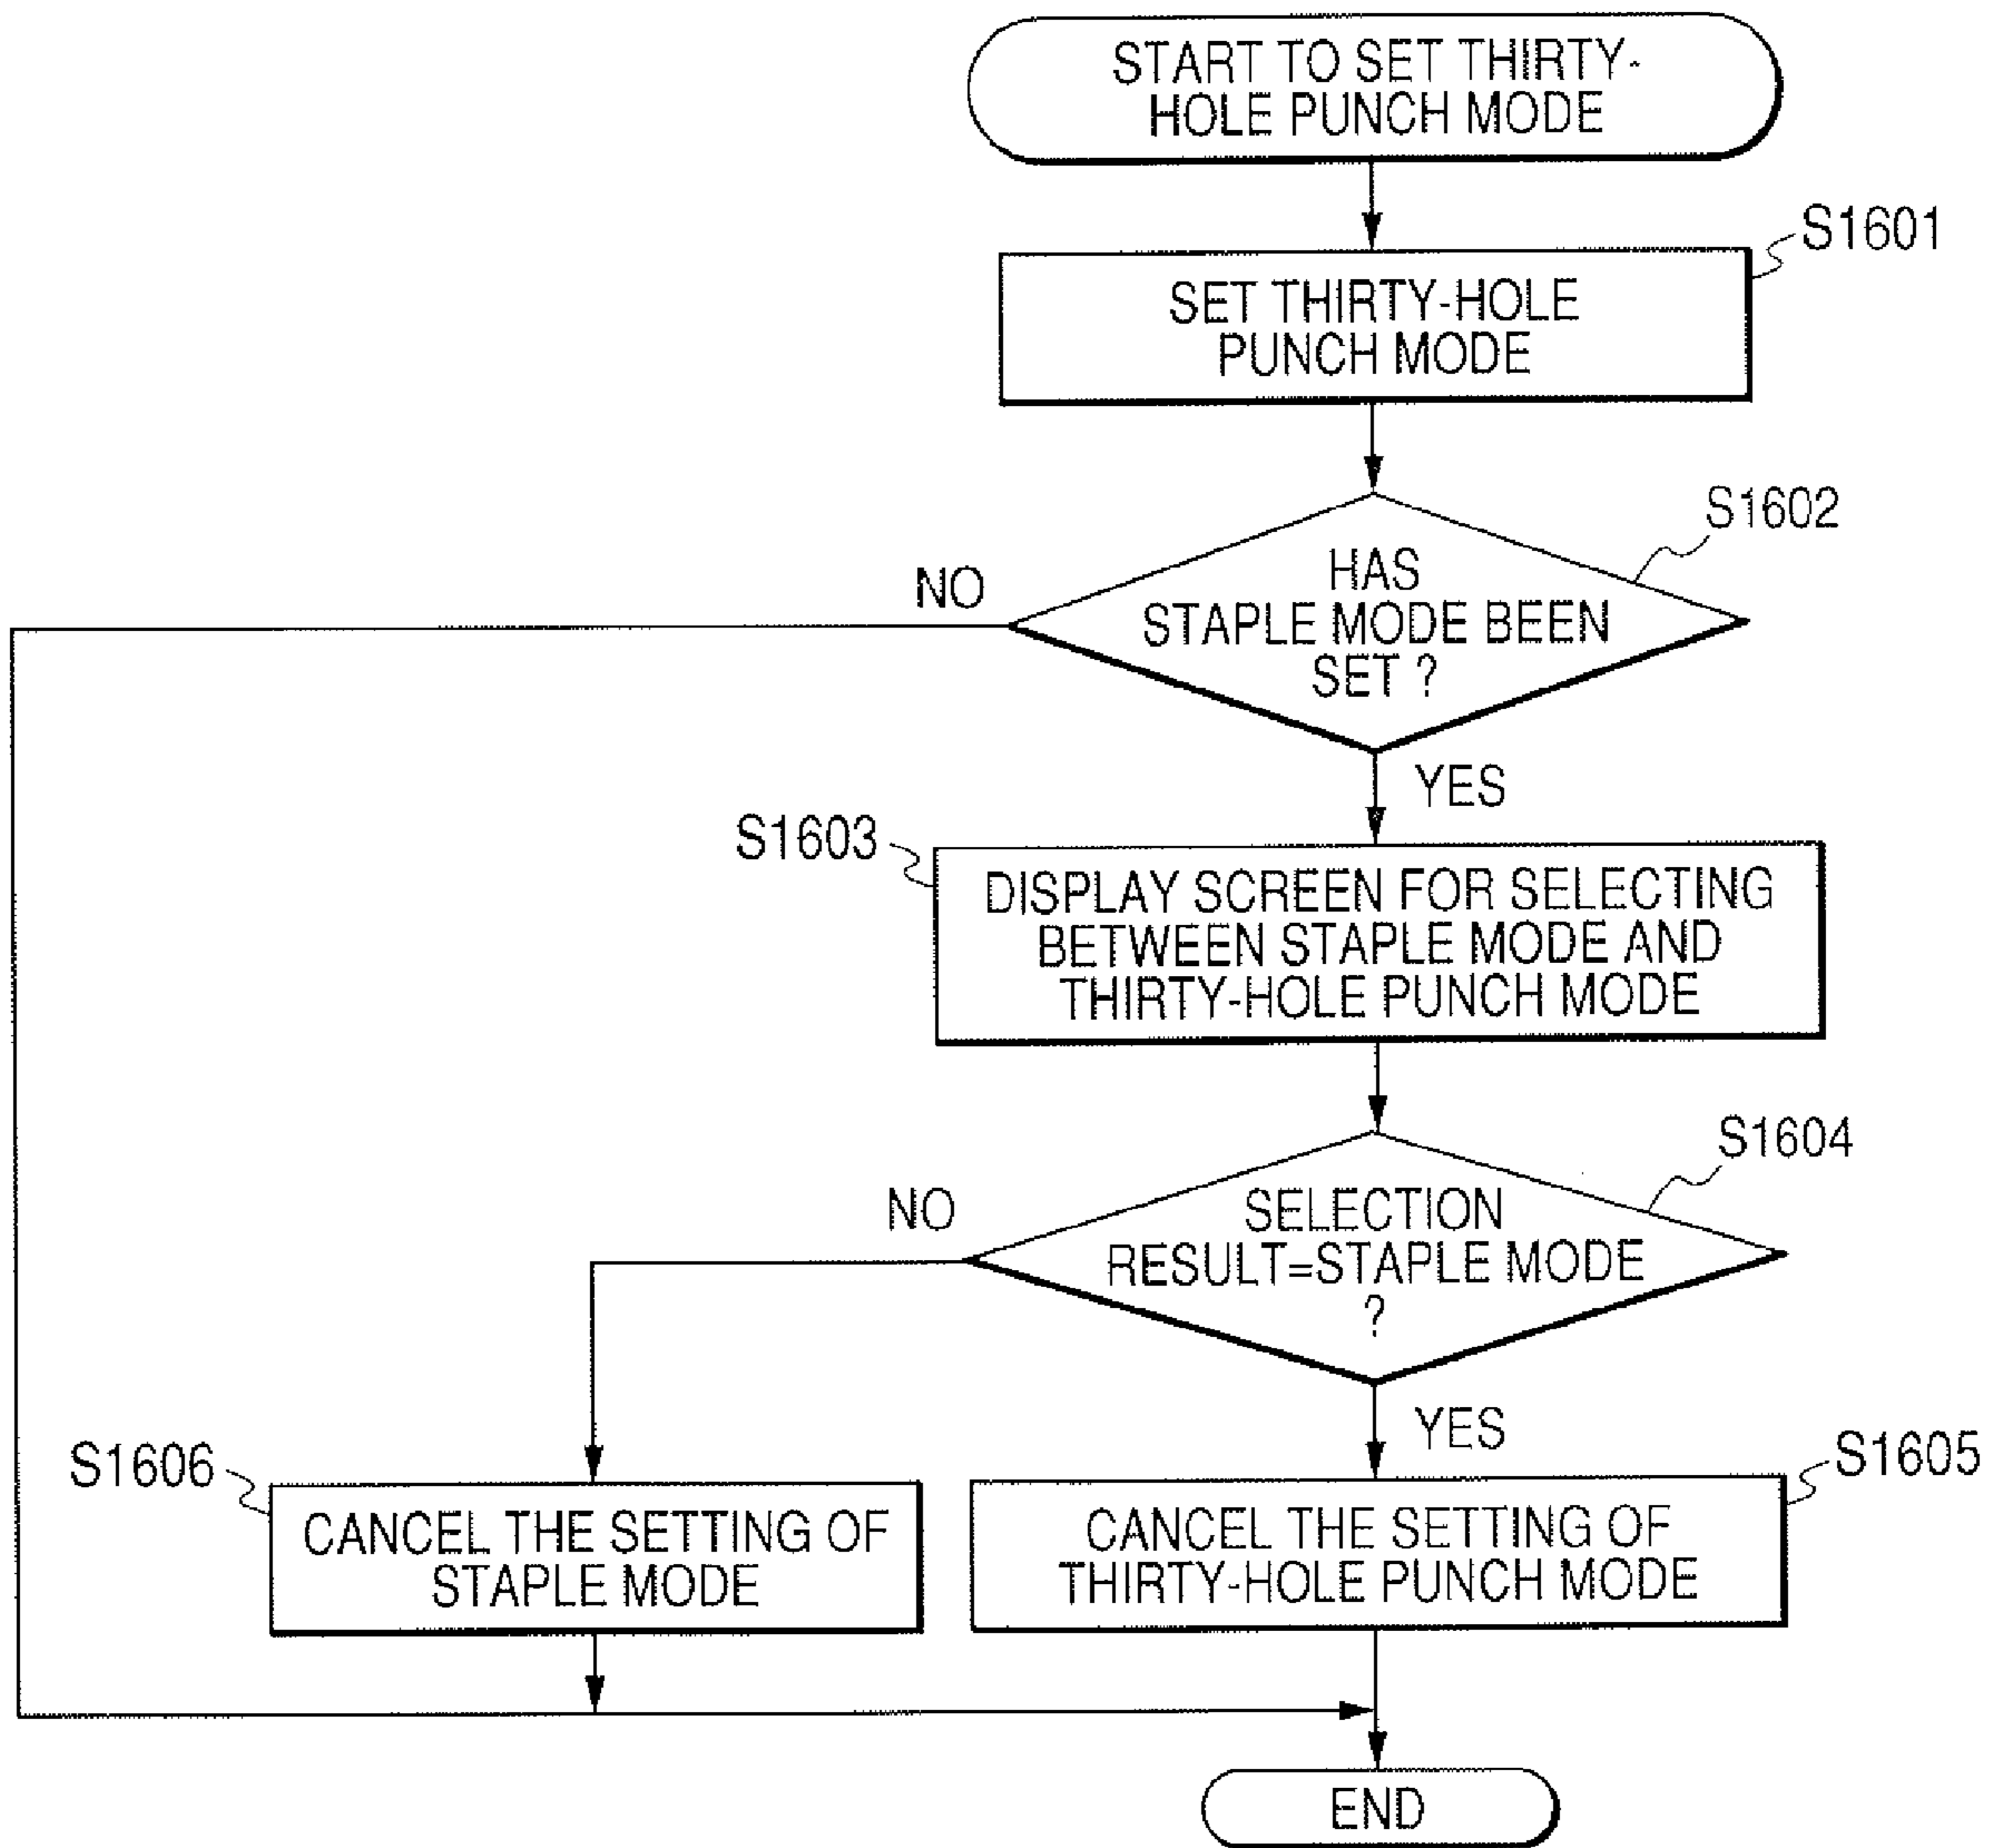 START TO SET THIRTY-
HOLE PUNCH MODE
S1601
SET THIRTY-HOLE
PUNCH MODE
S1602
HAS
STAPLE MODE BEEN
SET ?
NO
YES
S1603
DISPLAY SCREEN FOR SELECTING
BETWEEN STAPLE MODE AND
THIRTY-HOLE PUNCH MODE
S1604
SELECTION
RESULT=STAPLE MODE
?
NO
YES
S1606
CANCEL THE SETTING OF
STAPLE MODE
S1605
CANCEL THE SETTING OF
THIRTY-HOLE PUNCH MODE
END